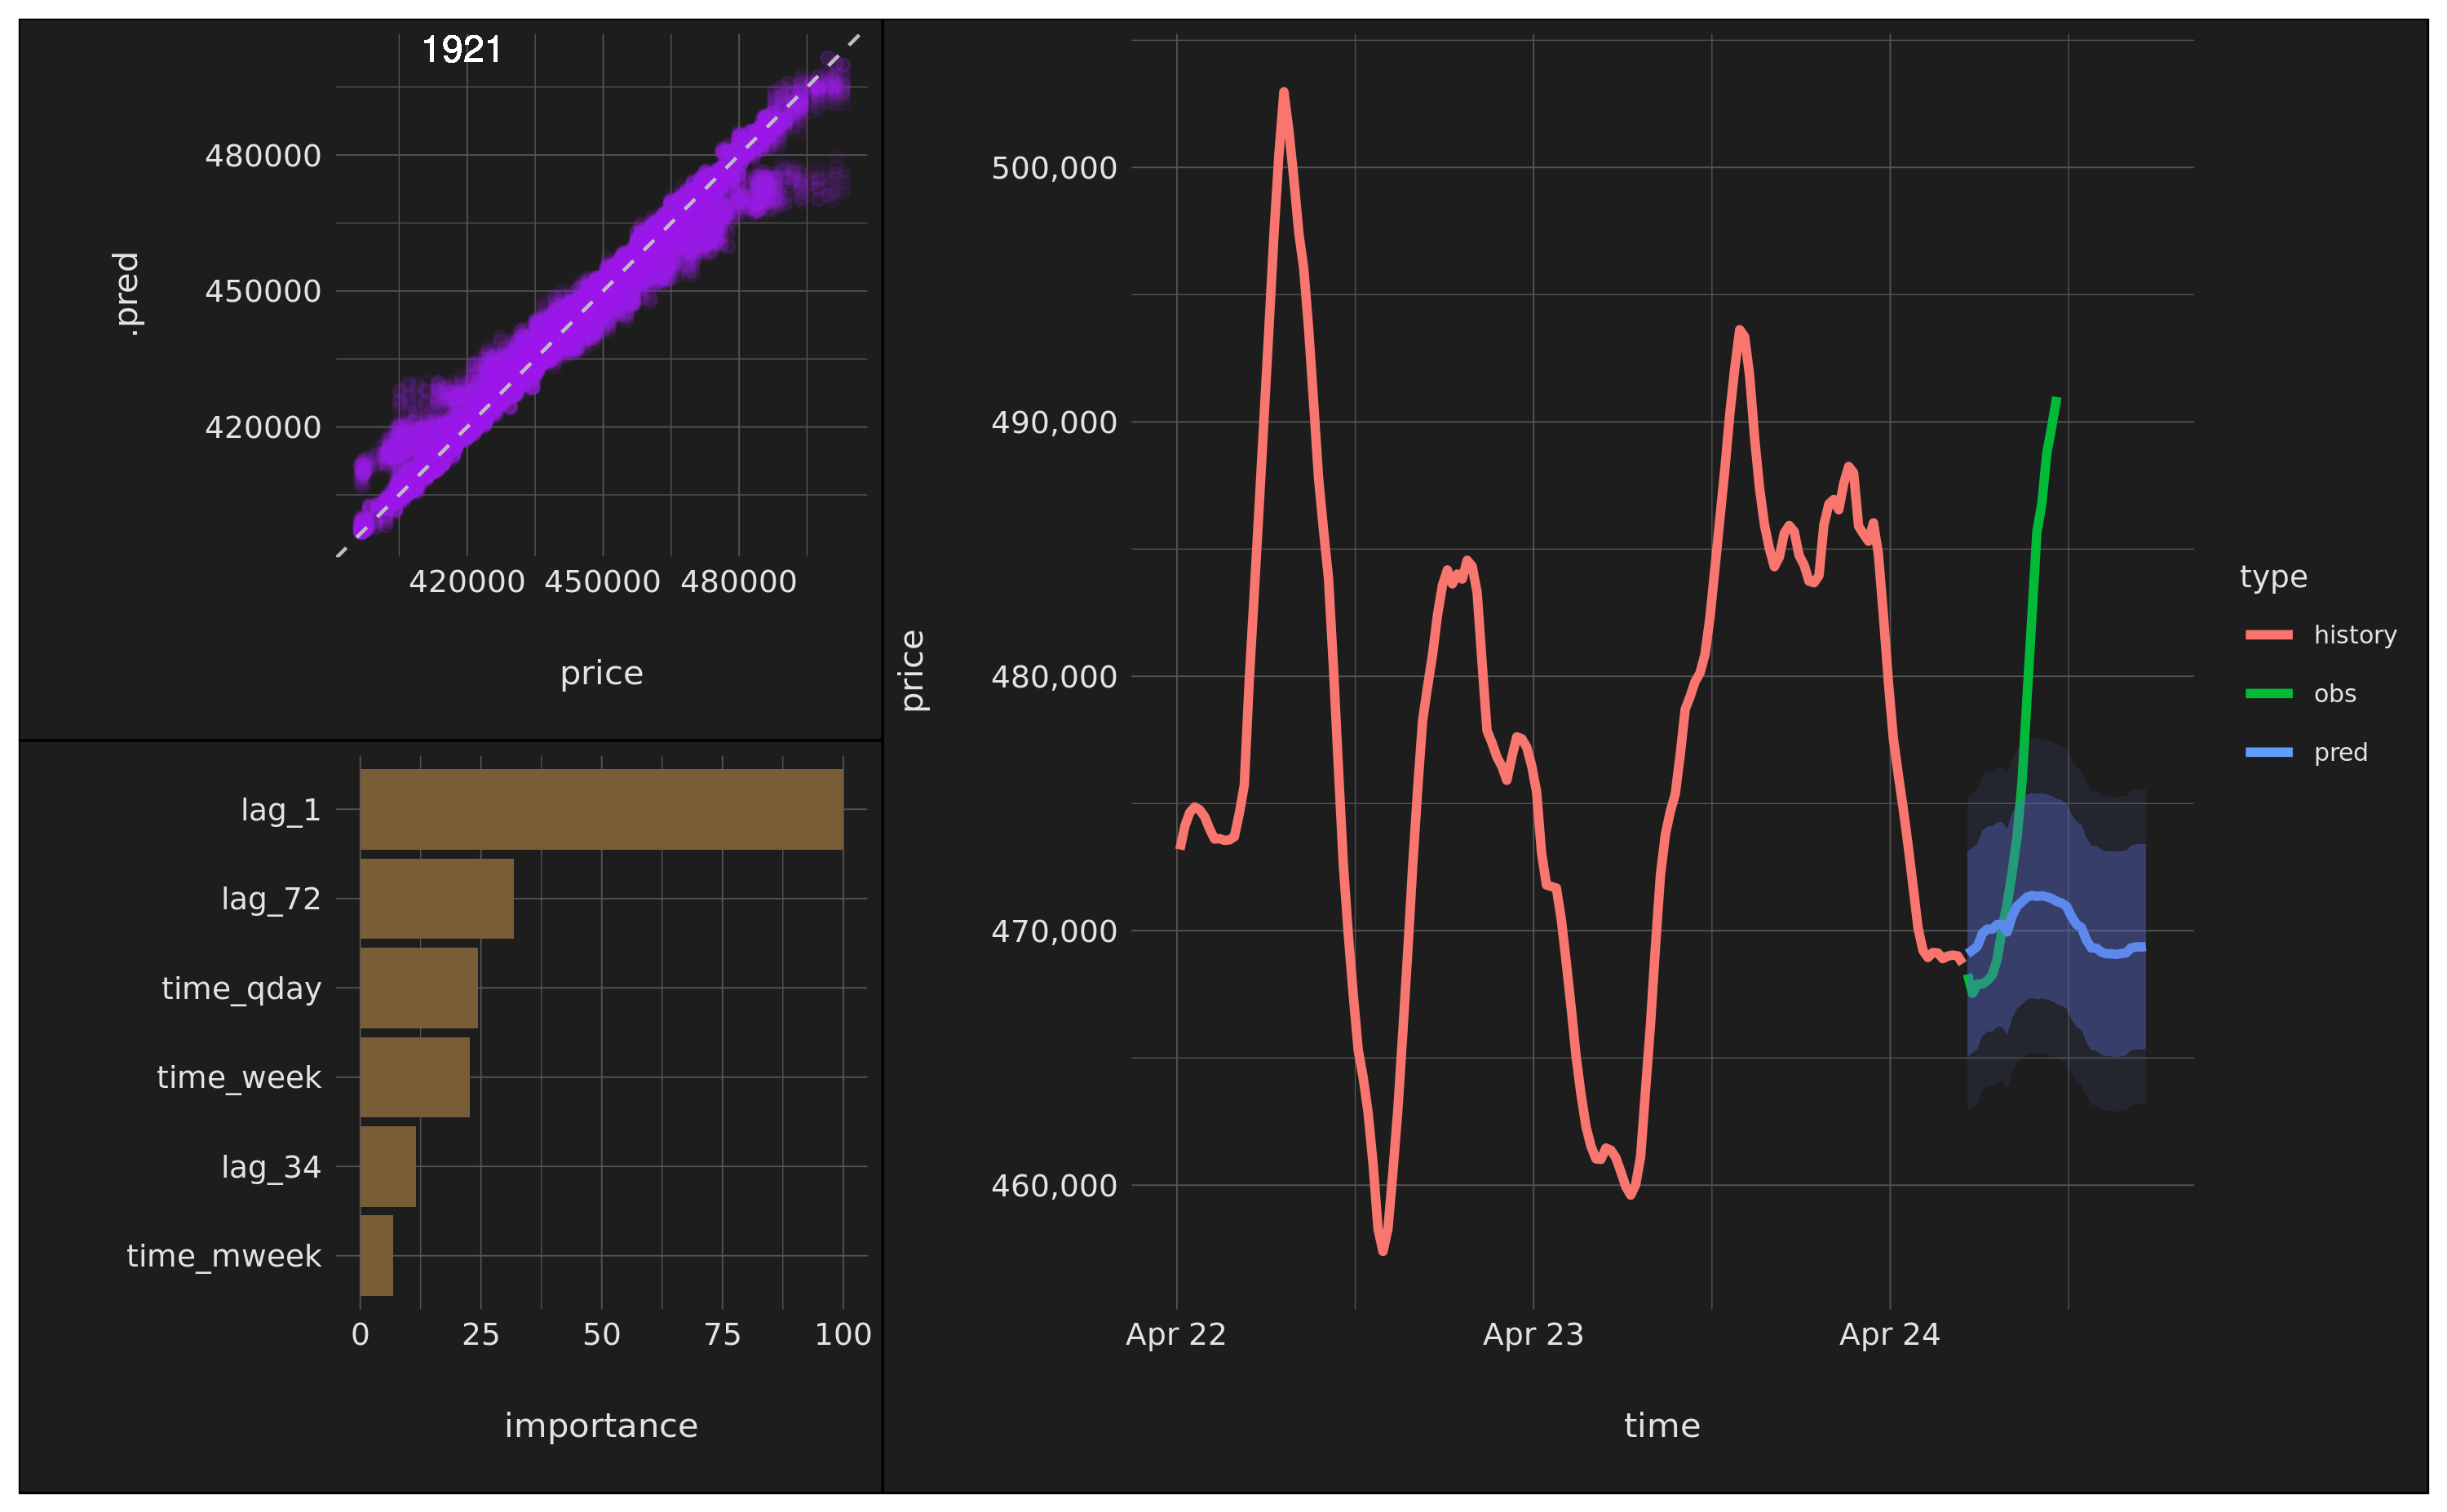 1921
480000
450000
420000
.pred
420000 450000 480000
price
lag_1
lag_72
time_qday
time_week
lag_34
time_mweek
0 25 50 75 100
importance
500,000
490,000
480,000
470,000
460,000
price
Apr 22 Apr 23 Apr 24
time
type
history
obs
pred